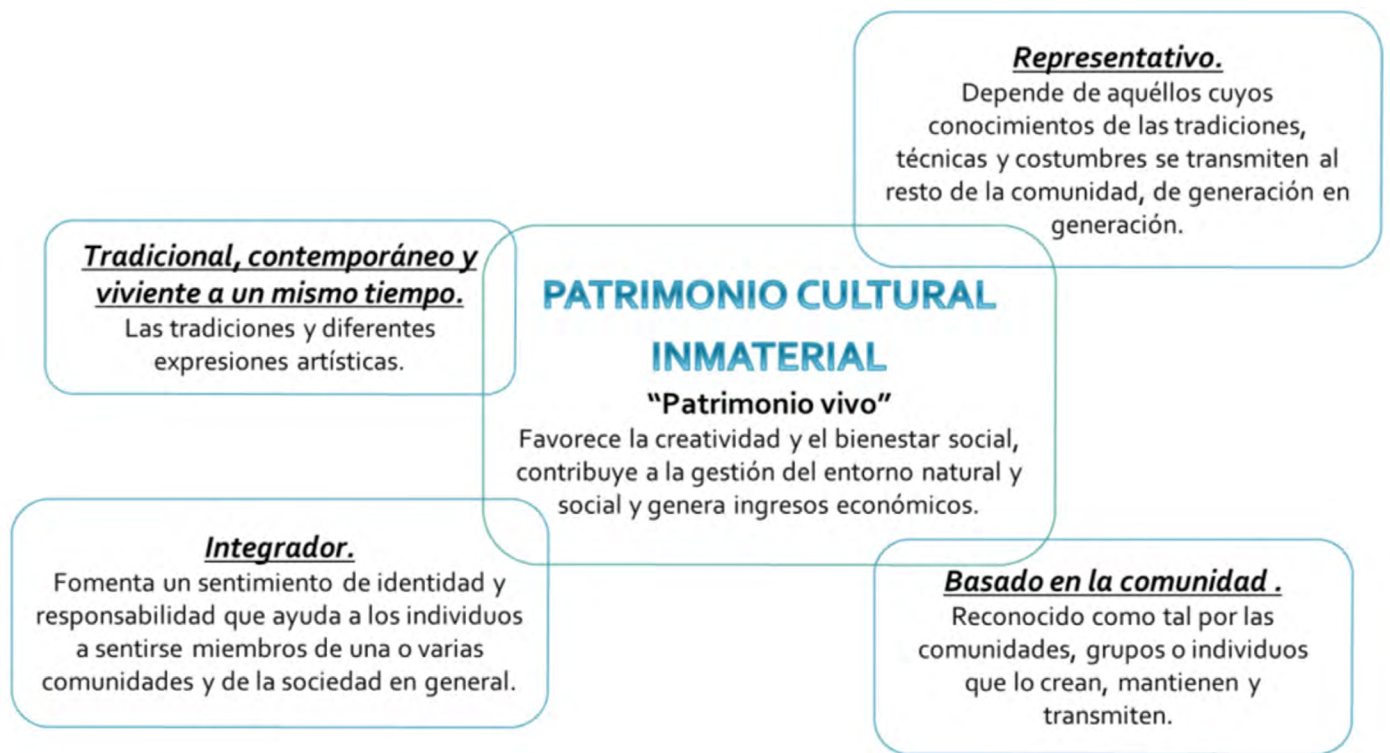 Representativo.
Depende de aquéllos cuyos
conocimientos de las tradiciones,
técnicas y costumbres se transmiten al
resto de la comunidad, de generación en
generación.
Tradicional, contemporáneo y
viviente a un mismo tiempo.
Las tradiciones y diferentes
expresiones artísticas.
PATRIMONIO CULTURAL
INMATERIAL
“Patrimonio vivo”
Favorece la creatividad y el bienestar social,
contribuye a la gestión del entorno natural y
social y genera ingresos económicos.
Integrador.
Fomenta un sentimiento de identidad y
responsabilidad que ayuda a los individuos
a sentirse miembros de una o varias
comunidades y de la sociedad en general.
Basado en la comunidad .
Reconocido como tal por las
comunidades, grupos o individuos
que lo crean, mantienen y
transmiten.